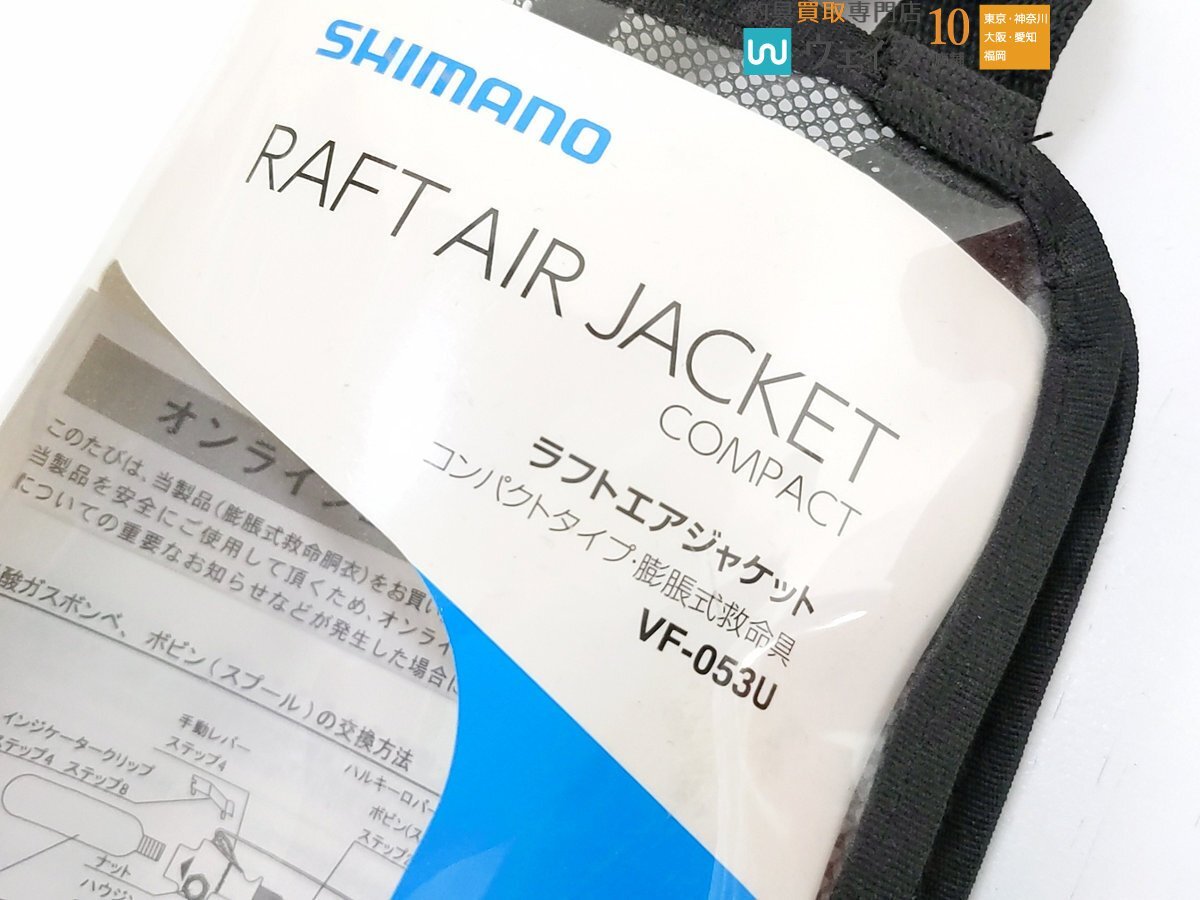 買取専門店
ウェイブ
10
東京・神奈川
大阪・愛知
福岡
SHIMANO
RAFT AIR JACKET
COMPACT
ラフトエアジャケット
コンパクトタイプ・膨脹式救命具
VF-053U
オンライン
このたびは、当製品(膨脹式救命胴衣)をお買い
当製品を安全にご使用して頂くため、オンライ
についての重要なお知らせなどが発生した場合に
酸ガスボンベ、ボビン(スプール)の交換方法
インジケータークリップ
ステップ4 ステップ8
手動レバー
ステップ4
ハルキーロバー
ボビン(ス
ステップ
ナット
ハウジン